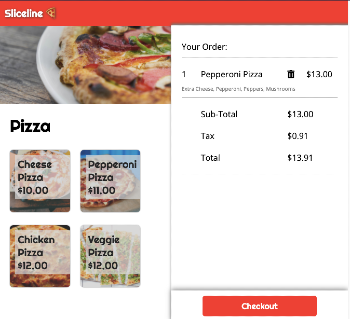 Sliceline
Your Order:
1 Pepperoni Pizza $13.00
Extra Cheese, Pepperoni, Peppers, Mushrooms
Sub-Total $13.00
Tax $0.91
Total $13.91
Pizza
Cheese
Pizza
$10.00
Pepperoni
Pizza
$11.00
Chicken
Pizza
$12.00
Veggie
Pizza
$12.00
Checkout